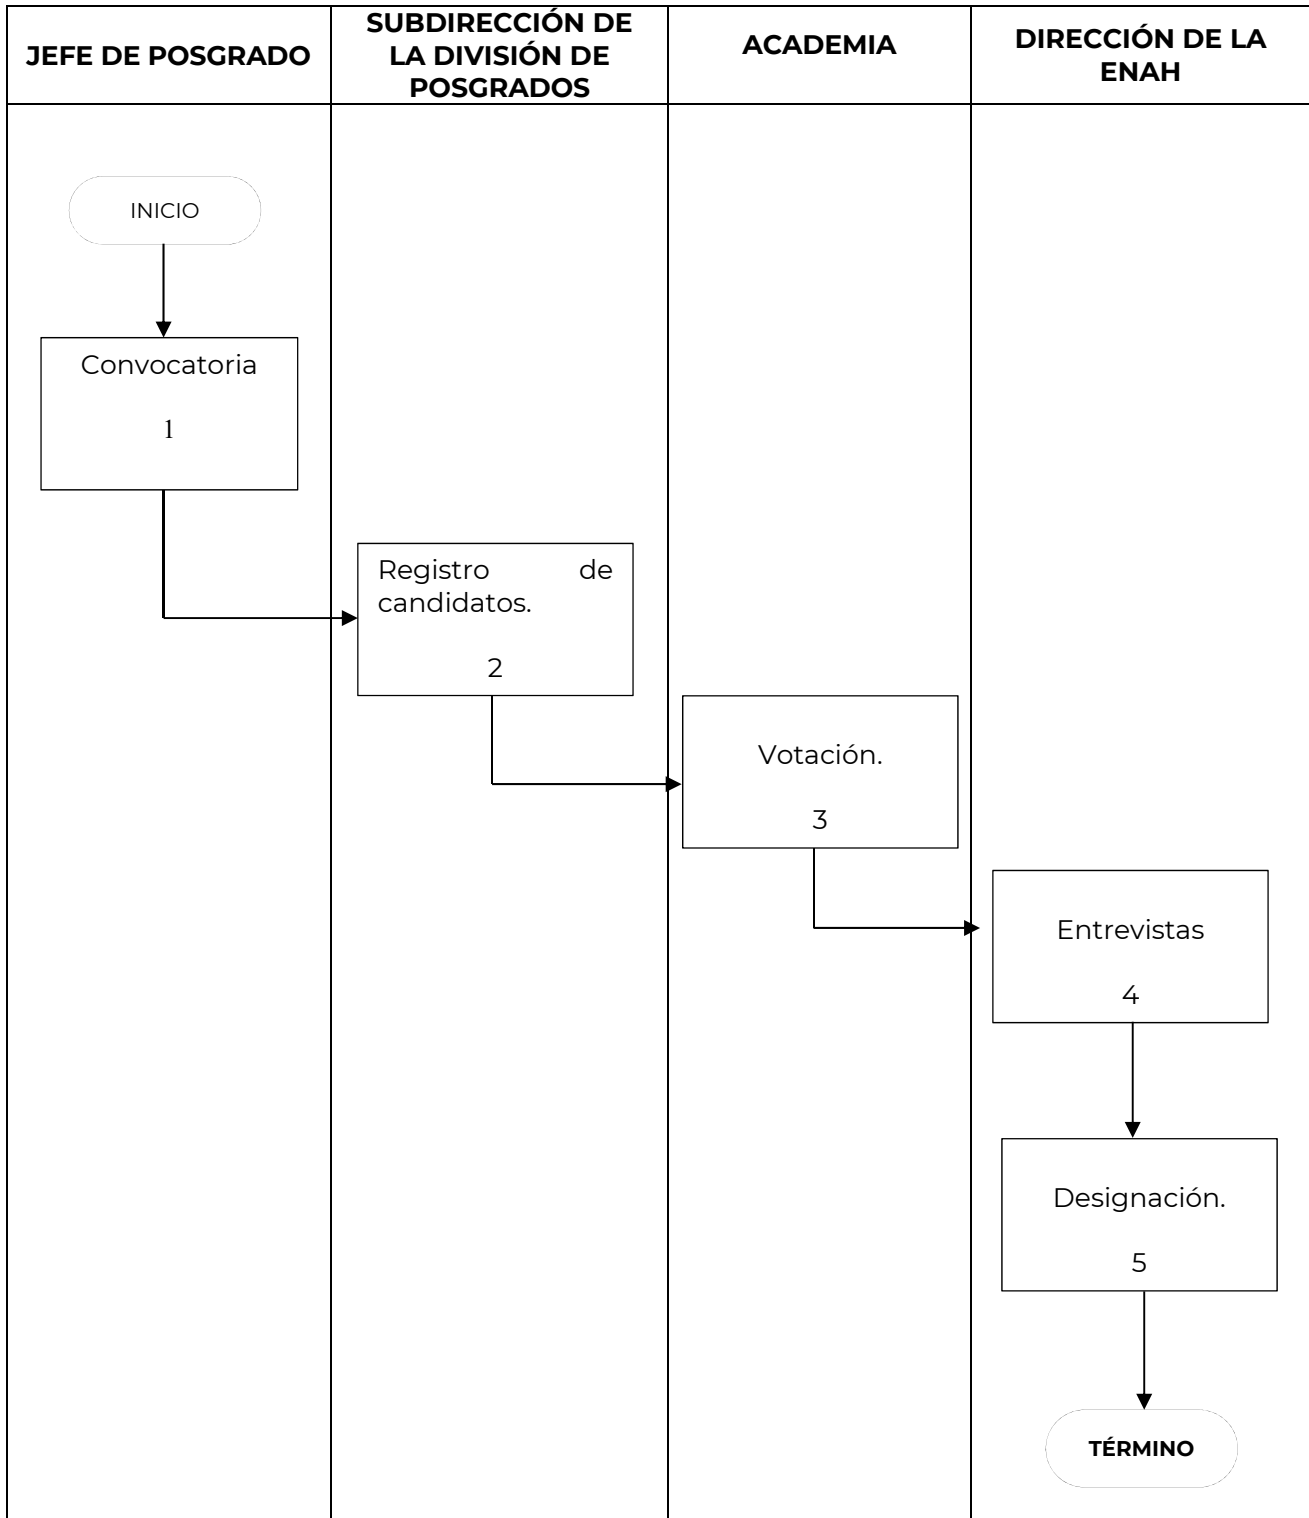 JEFE DE POSGRADO
SUBDIRECCIÓN DE
LA DIVISIÓN DE
POSGRADOS
ACADEMIA
DIRECCIÓN DE LA
ENAH
INICIO
Convocatoria
1
Registro de
candidatos.
2
Votación.
3
Entrevistas
4
Designación.
5
TÉRMINO